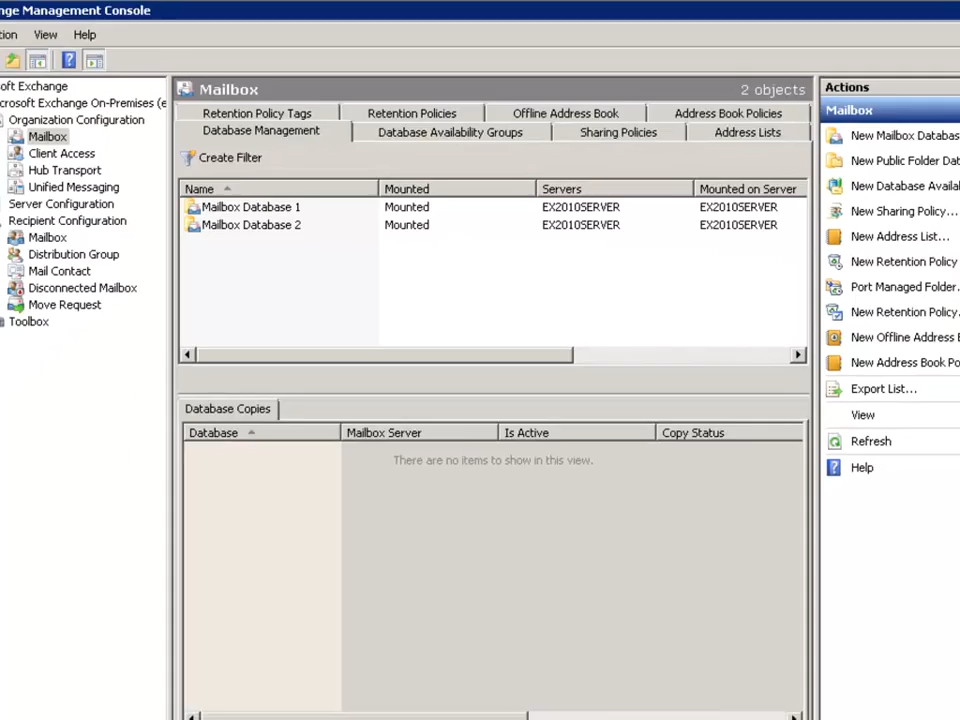 nge Management Console
tion View Help
oft Exchange
crosoft Exchange On-Premises (e
Organization Configuration
Mailbox
Client Access
Hub Transport
Unified Messaging
Server Configuration
Recipient Configuration
Mailbox
Distribution Group
Mail Contact
Disconnected Mailbox
Move Request
Toolbox
Mailbox 2 objects
Retention Policy Tags Retention Policies Offline Address Book Address Book Policies
Database Management Database Availability Groups Sharing Policies Address Lists
Create Filter
Name Mounted Servers Mounted on Server
Mailbox Database 1 Mounted EX2010SERVER EX2010SERVER
Mailbox Database 2 Mounted EX2010SERVER EX2010SERVER
Database Copies
Database Mailbox Server Is Active Copy Status
There are no items to show in this view.
Actions
Mailbox
New Mailbox Databas
New Public Folder Dat
New Database Availal
New Sharing Policy...
New Address List...
New Retention Policy
Port Managed Folder.
New Retention Policy.
New Offline Address B
New Address Book Po
Export List...
View
Refresh
Help